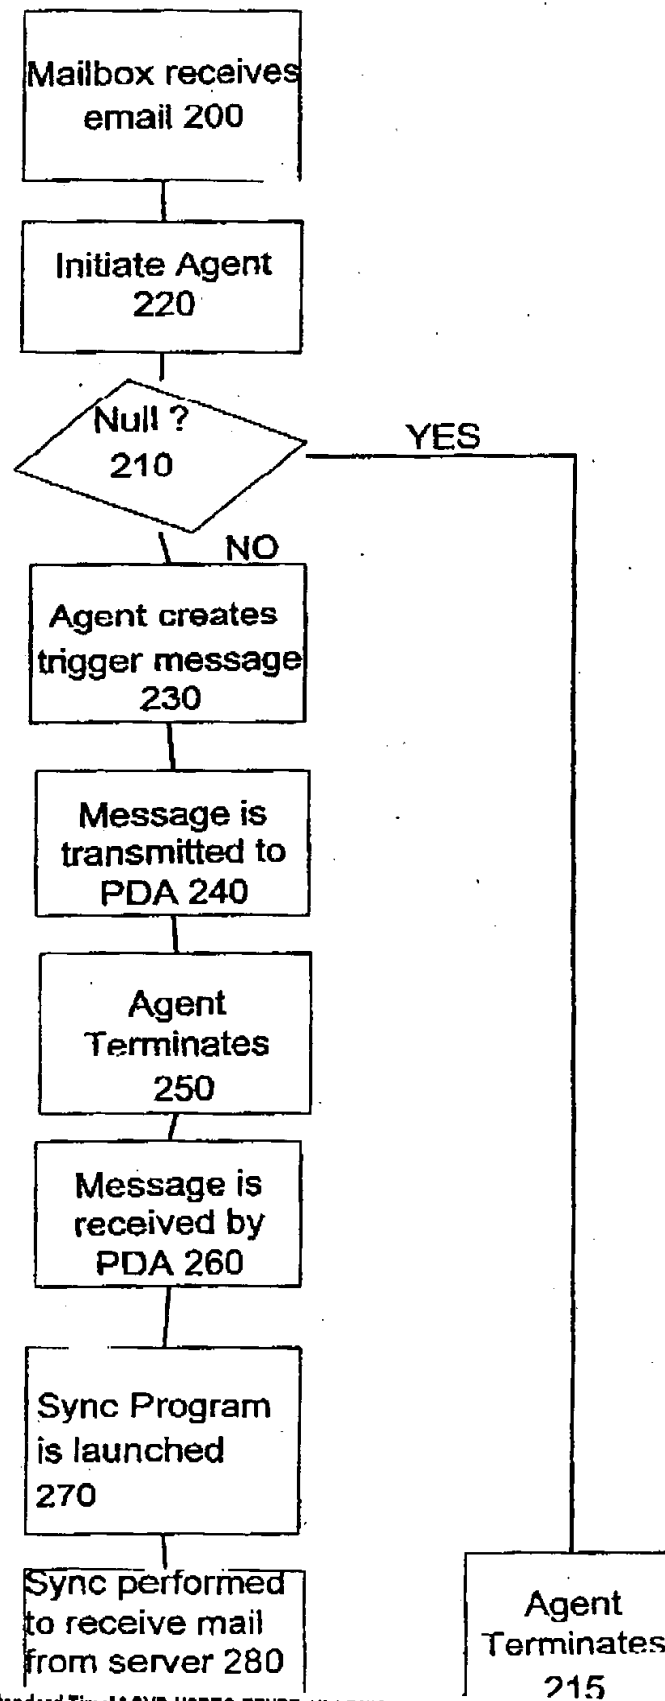 Mailbox receives
email 200
Initiate Agent
220
Null ?
210
YES
NO
Agent creates
trigger message
230
Message is
transmitted to
PDA 240
Agent
Terminates
250
Message is
received by
PDA 260
Sync Program
is launched
270
Sync performed
to receive mail
from server 280
Agent
Terminates
215